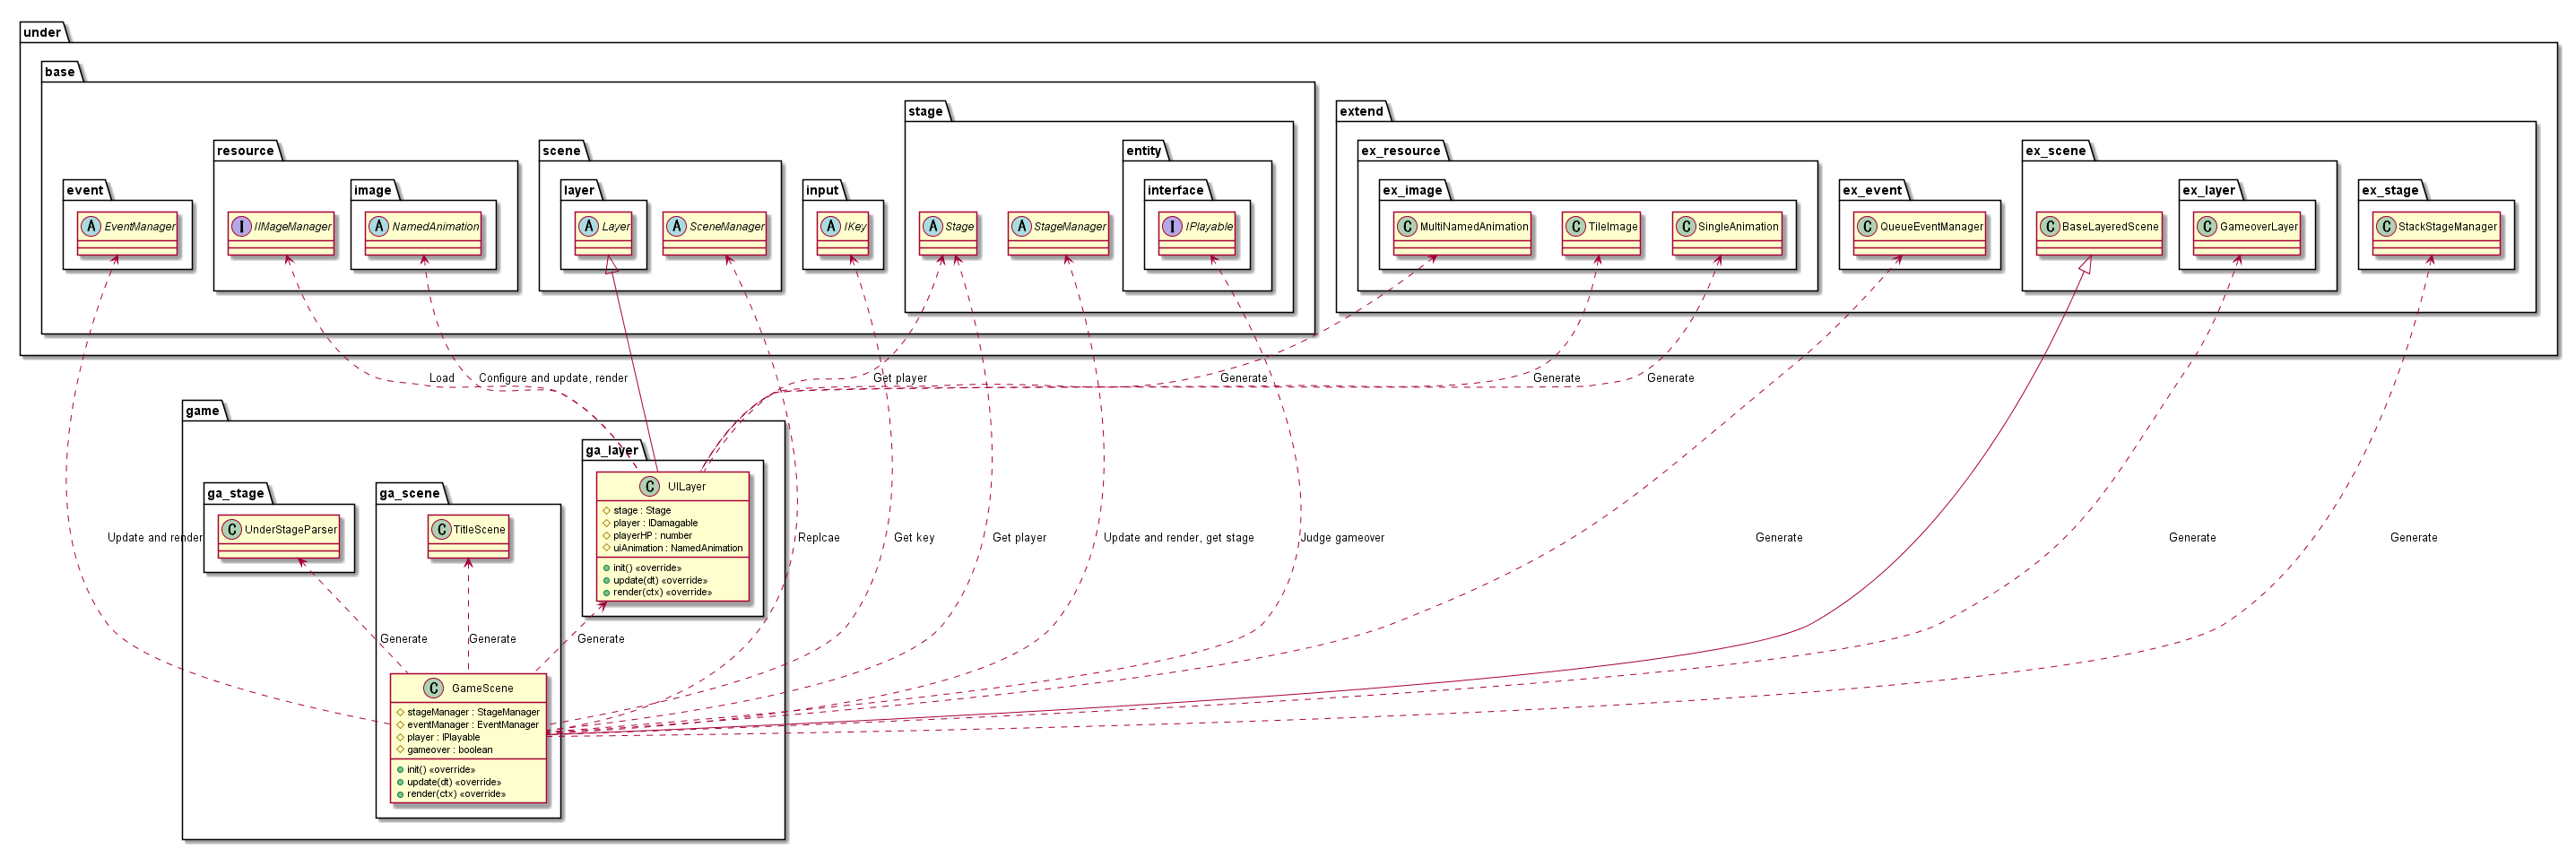 under
base
extend
stage
resource
scene
entity
ex_resource
ex_scene
event
image
layer
input
interface
ex_image
ex_event
ex_layer
ex_stage
A EventManager
I IIMageManager
A NamedAnimation
A Layer
A SceneManager
A IKey
A Stage
A StageManager
I IPlayable
C MultiNamedAnimation
C TileImage
C SingleAnimation
C QueueEventManager
C BaseLayeredScene
C GameoverLayer
C StackStageManager
Load
Configure and update, render
Get player
Generate
Generate
Generate
game
ga_layer
C UILayer
stage : Stage
player : IDamagable
playerHP : number
uiAnimation : NamedAnimation
init() «override»
update(dt) «override»
render(ctx) «override»
ga_stage
C UnderStageParser
ga_scene
C TitleScene
Update and render
Replcae
Get key
Get player
Update and render, get stage
Judge gameover
Generate
Generate
Generate
Generate
Generate
Generate
C GameScene
stageManager : StageManager
eventManager : EventManager
player : IPlayable
gameover : boolean
init() «override»
update(dt) «override»
render(ctx) «override»